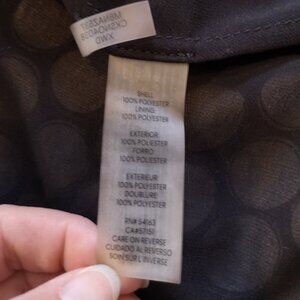 SHELL
100% POLYESTER
LINING
100% POLYESTER
EXTERIOR
100% POLIESTER
FORRO
100% POLIESTER
EXTERIEUR
100% POLYESTER
DOUBLURE
100% POLYESTER
RN# 54163
CA#57151
CARE ON REVERSE
CUIDADO AL REVERSO
SOIN SUR L'INVERSE